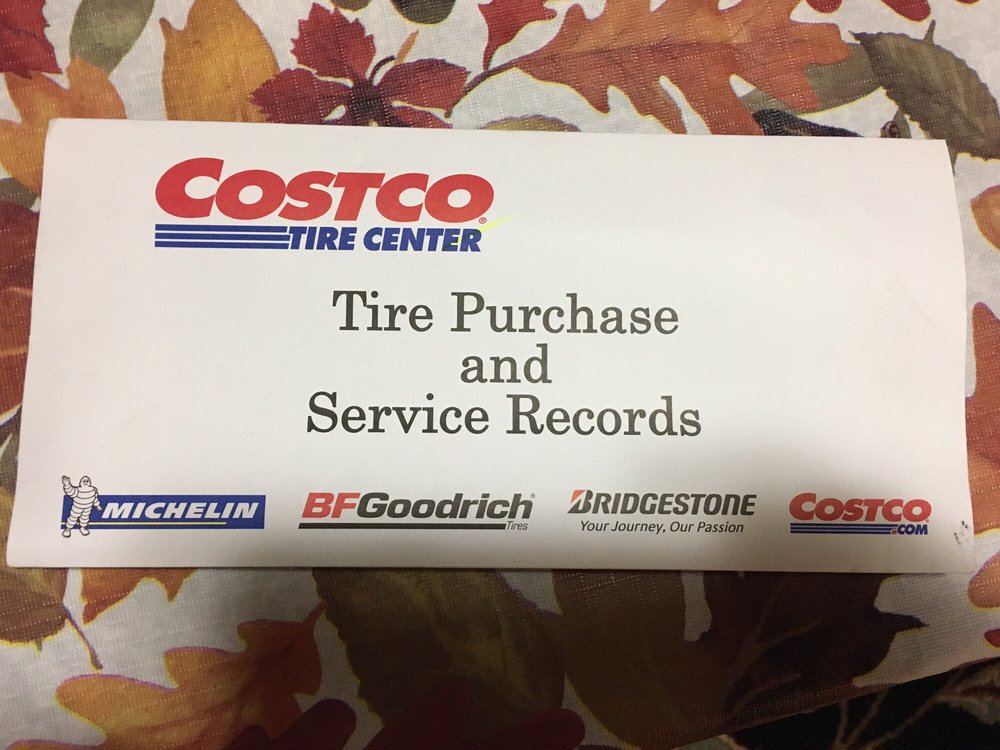 COSTCO
TIRE CENTER
Tire Purchase
and
Service Records
MICHELIN
BFGoodrich
Tires
BRIDGESTONE
Your Journey, Our Passion
COSTCO
.COM